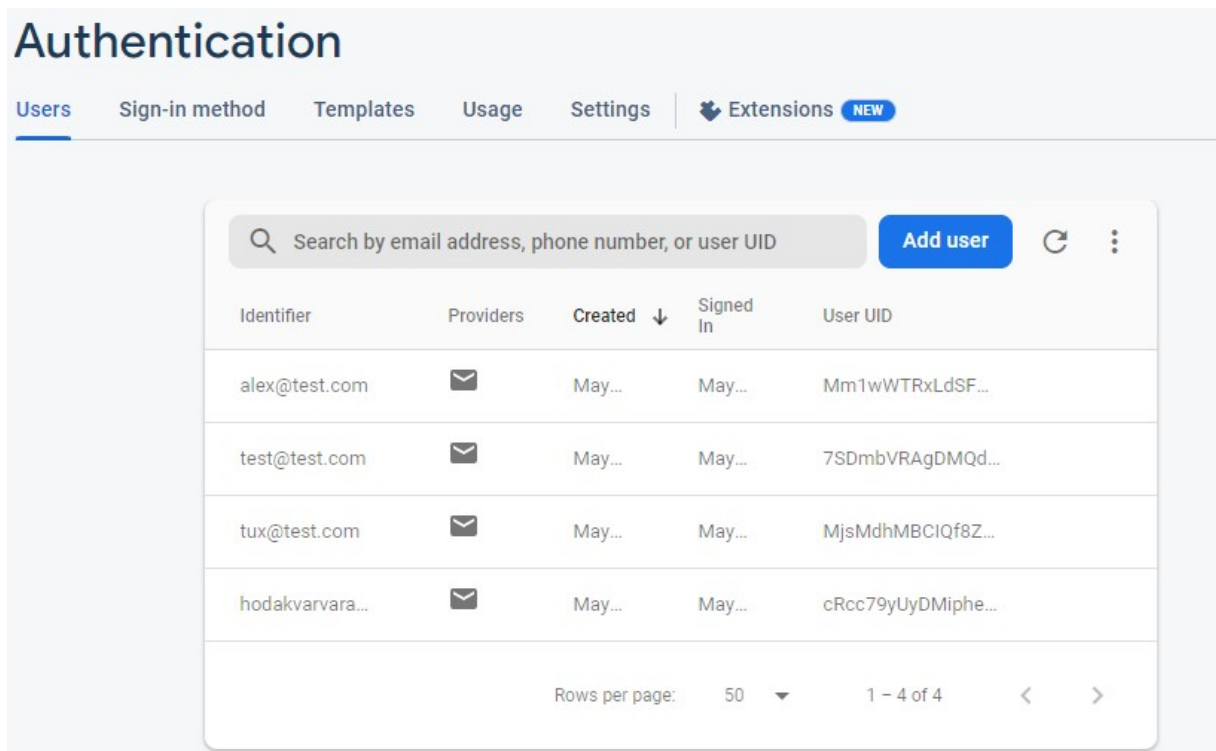 Authentication
Users Sign-in method Templates Usage Settings Extensions NEW
Search by email address, phone number, or user UID Add user
Identifier Providers Created Signed In User UID
alex@test.com May... May... Mm1wWTRxLdSF...
test@test.com May... May... 7SDmbVRAgDMQd...
tux@test.com May... May... MjsMdhMBCIQf8Z...
hodakvarvara... May... May... cRcc79yUyDMiphe...
Rows per page: 50 1 – 4 of 4